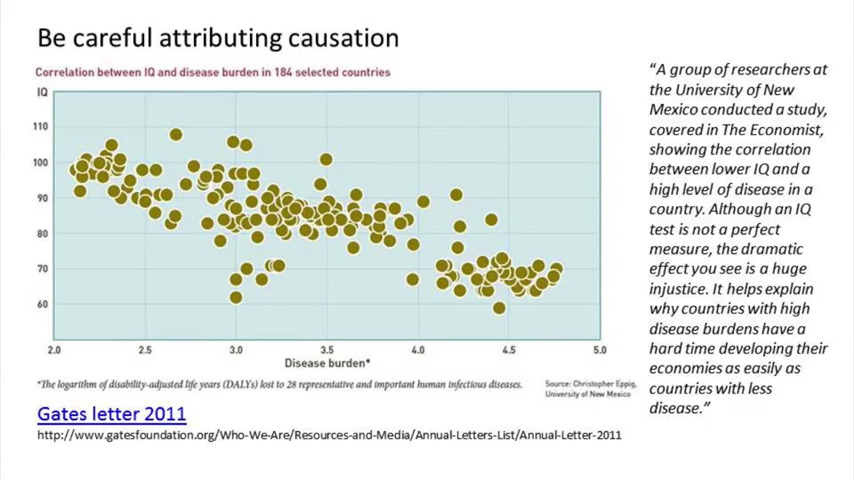 Be careful attributing causation
Correlation between IQ and disease burden in 184 selected countries
IQ
110
100
90
80
70
60
2.0 2.5 3.0 3.5 4.0 4.5 5.0
Disease burden*
*The logarithm of disability-adjusted life years (DALYs) lost to 28 representative and important human infectious diseases.
Source: Christopher Eppig,
University of New Mexico
Gates letter 2011
http://www.gatesfoundation.org/Who-We-Are/Resources-and-Media/Annual-Letters-List/Annual-Letter-2011
“A group of researchers at
the University of New
Mexico conducted a study,
covered in The Economist,
showing the correlation
between lower IQ and a
high level of disease in a
country. Although an IQ
test is not a perfect
measure, the dramatic
effect you see is a huge
injustice. It helps explain
why countries with high
disease burdens have a
hard time developing their
economies as easily as
countries with less
disease.”